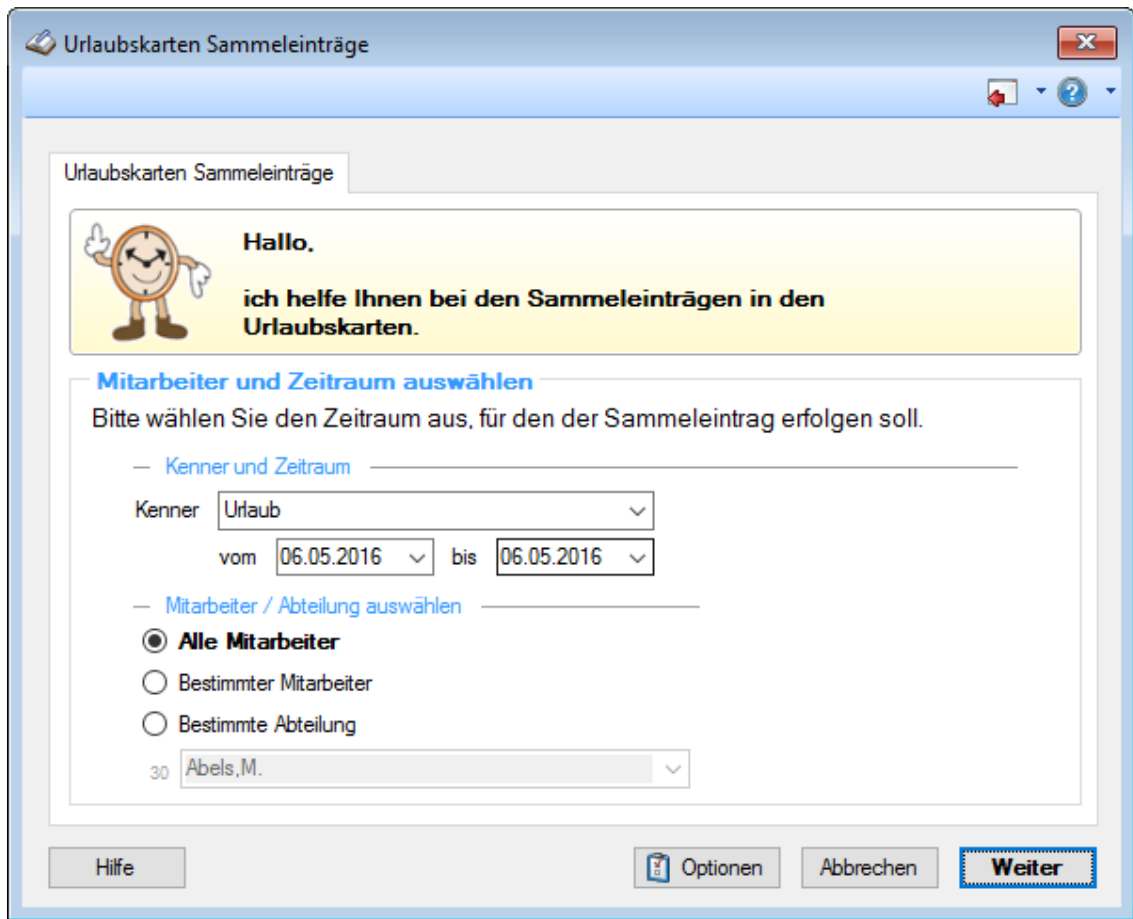 Urlaubskarten Sammeleinträge
Urlaubskarten Sammeleinträge
Hallo,
ich helfe Ihnen bei den Sammeleinträgen in den
Urlaubskarten.
Mitarbeiter und Zeitraum auswählen
Bitte wählen Sie den Zeitraum aus, für den der Sammeleintrag erfolgen soll.
Kenner und Zeitraum
Kenner Urlaub
vom 06.05.2016 bis 06.05.2016
Mitarbeiter / Abteilung auswählen
Alle Mitarbeiter
Bestimmter Mitarbeiter
Bestimmte Abteilung
30 Abels,M.
Hilfe Optionen Abbrechen Weiter